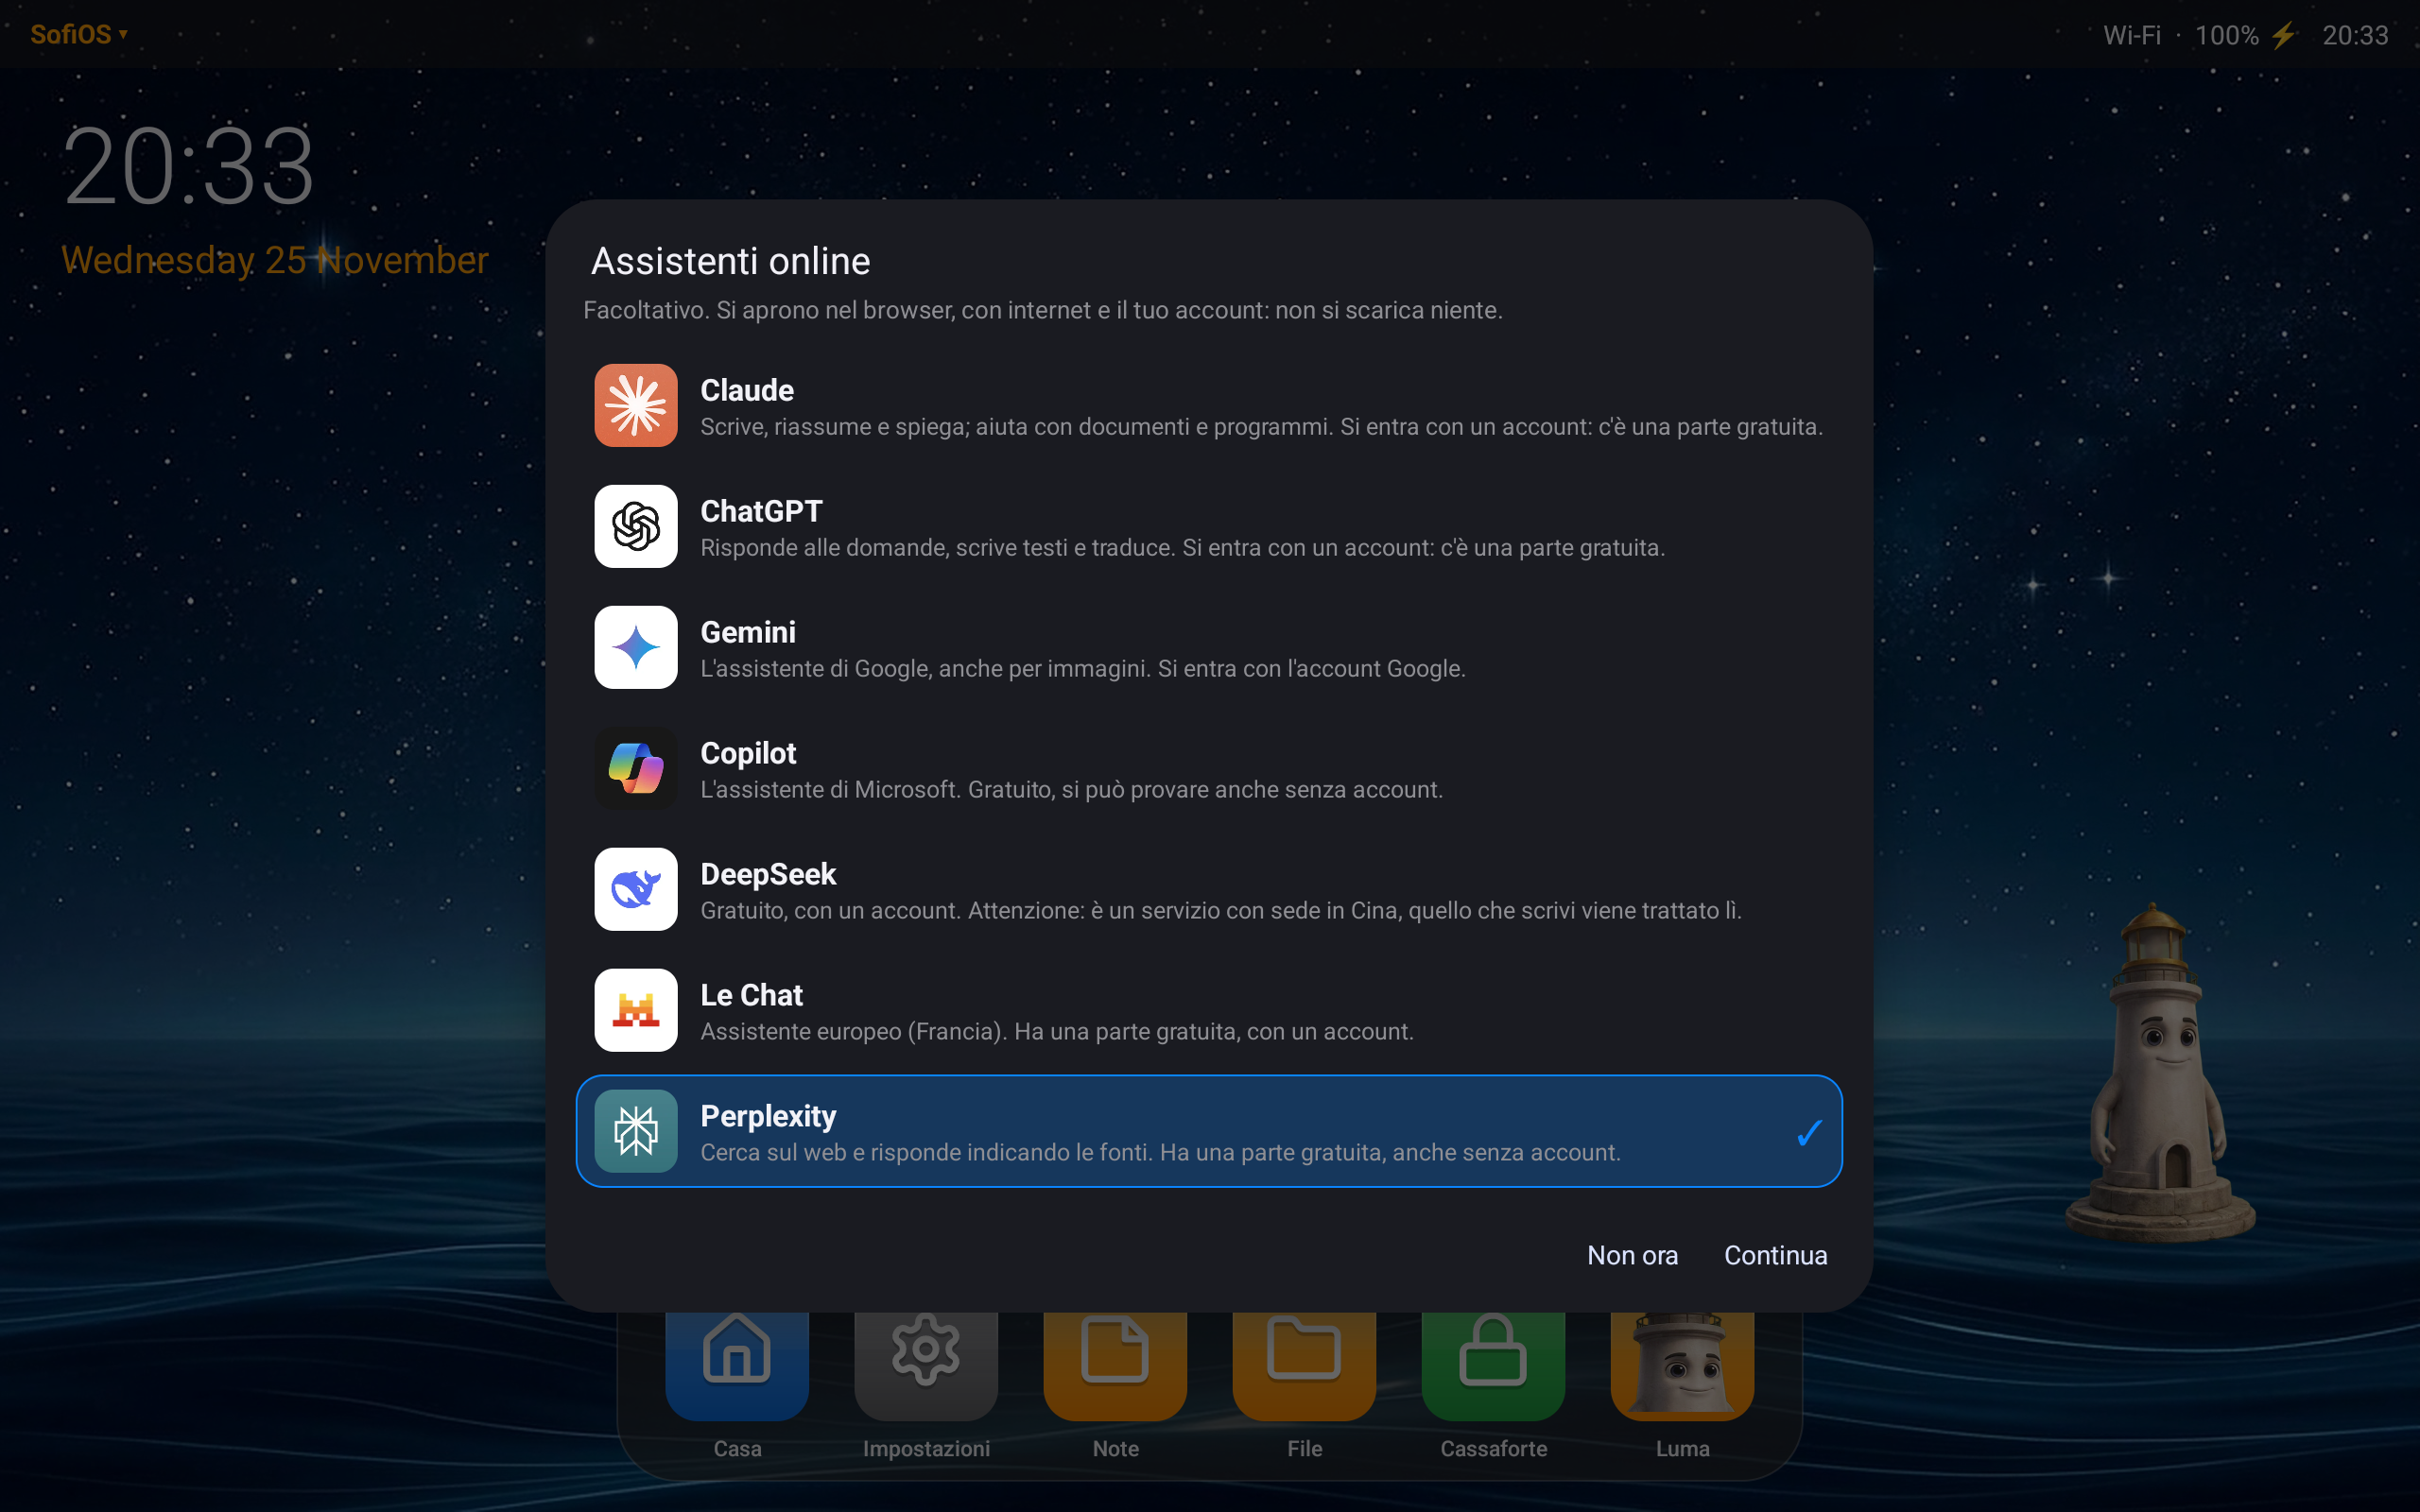 SofiOS ▾
Wi-Fi · 100% ⚡ 20:33
20:33
Wednesday 25 November
Assistenti online
Facoltativo. Si aprono nel browser, con internet e il tuo account: non si scarica niente.
Claude
Scrive, riassume e spiega; aiuta con documenti e programmi. Si entra con un account: c'è una parte gratuita.
ChatGPT
Risponde alle domande, scrive testi e traduce. Si entra con un account: c'è una parte gratuita.
Gemini
L'assistente di Google, anche per immagini. Si entra con l'account Google.
Copilot
L'assistente di Microsoft. Gratuito, si può provare anche senza account.
DeepSeek
Gratuito, con un account. Attenzione: è un servizio con sede in Cina, quello che scrivi viene trattato lì.
Le Chat
Assistente europeo (Francia). Ha una parte gratuita, con un account.
Perplexity
Cerca sul web e risponde indicando le fonti. Ha una parte gratuita, anche senza account.
✓
Non ora Continua
Casa Impostazioni Note File Cassaforte Luma